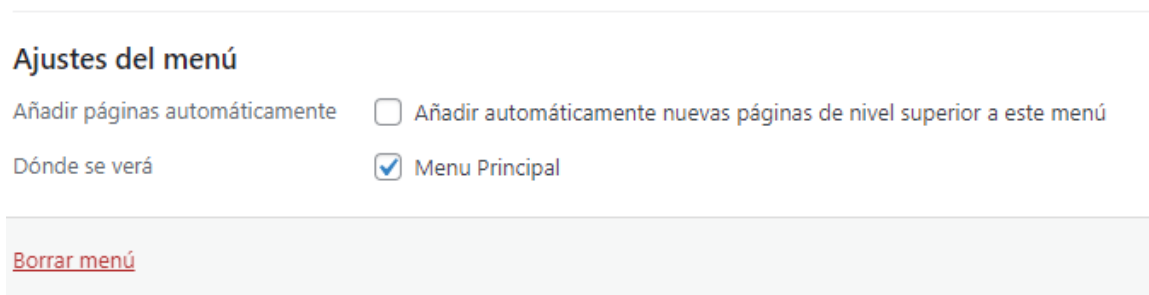 Ajustes del menú
Añadir páginas automáticamente Añadir automáticamente nuevas páginas de nivel superior a este menú
Dónde se verá Menu Principal
Borrar menú